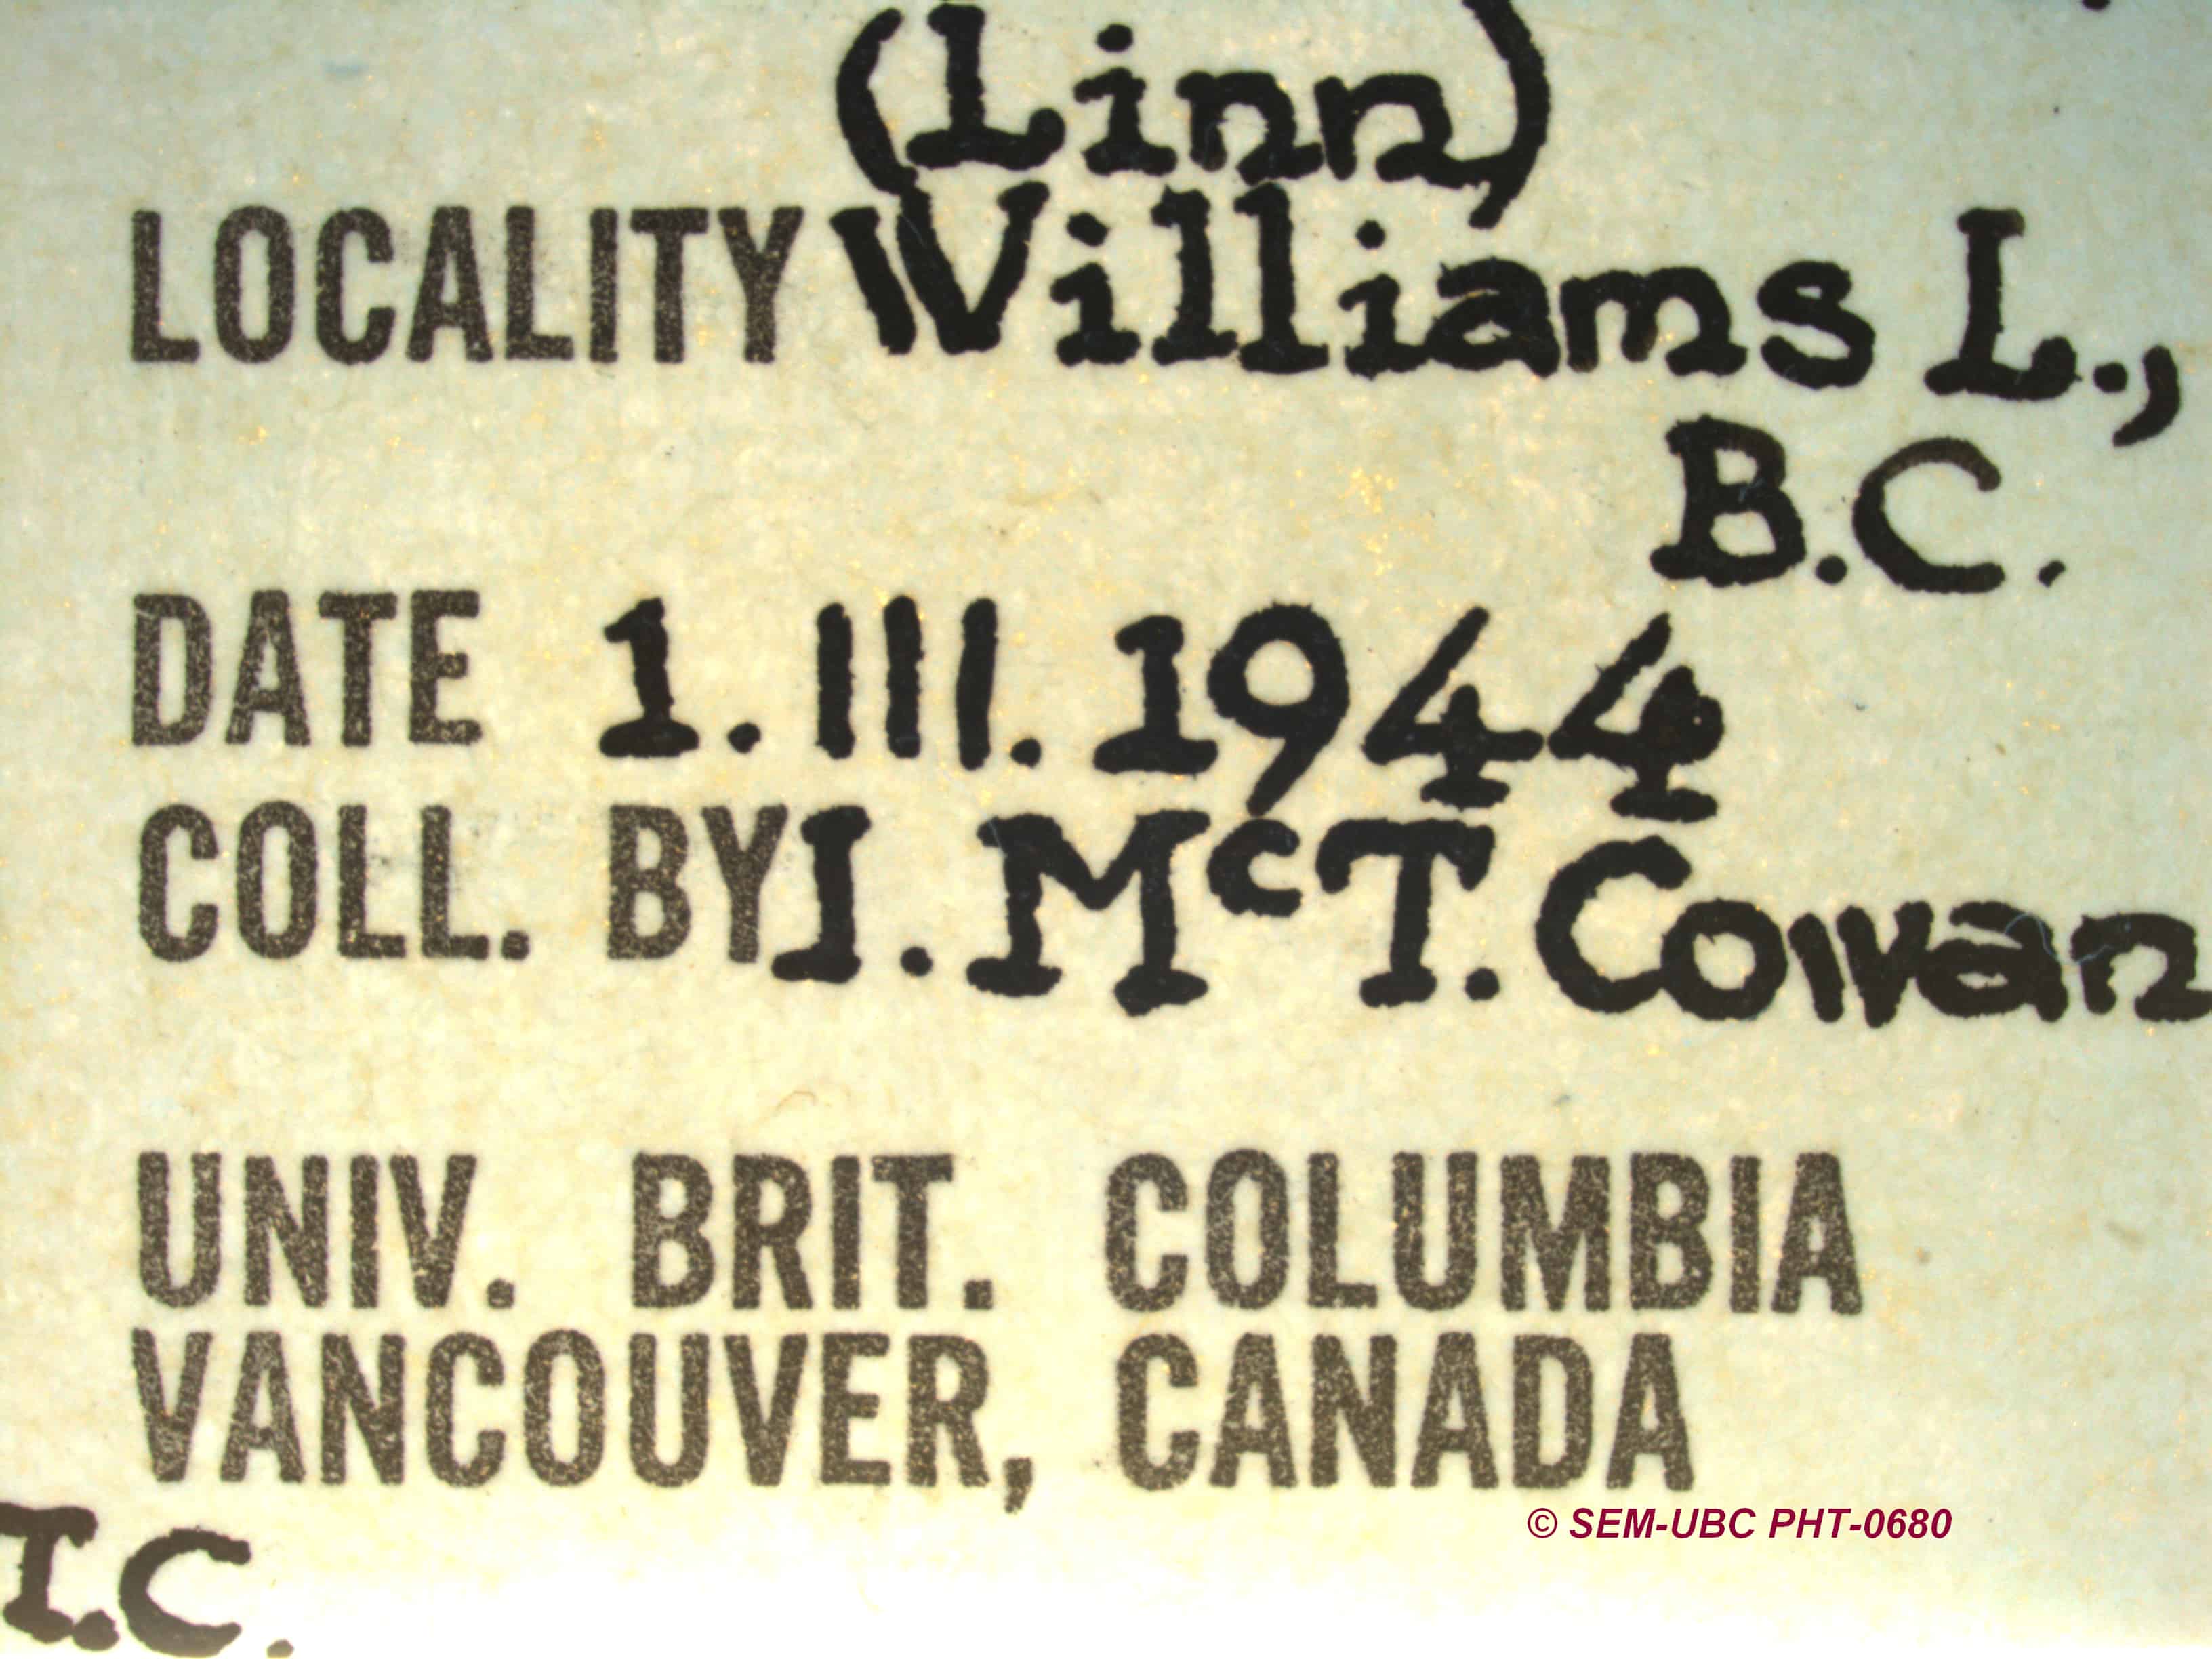 (Linn)
LOCALITY Williams L.,
B.C.
DATE 1. III. 1944
COLL. BY I. McT. Cowan
UNIV. BRIT. COLUMBIA
VANCOUVER, CANADA
© SEM-UBC PHT-0680
T.C.